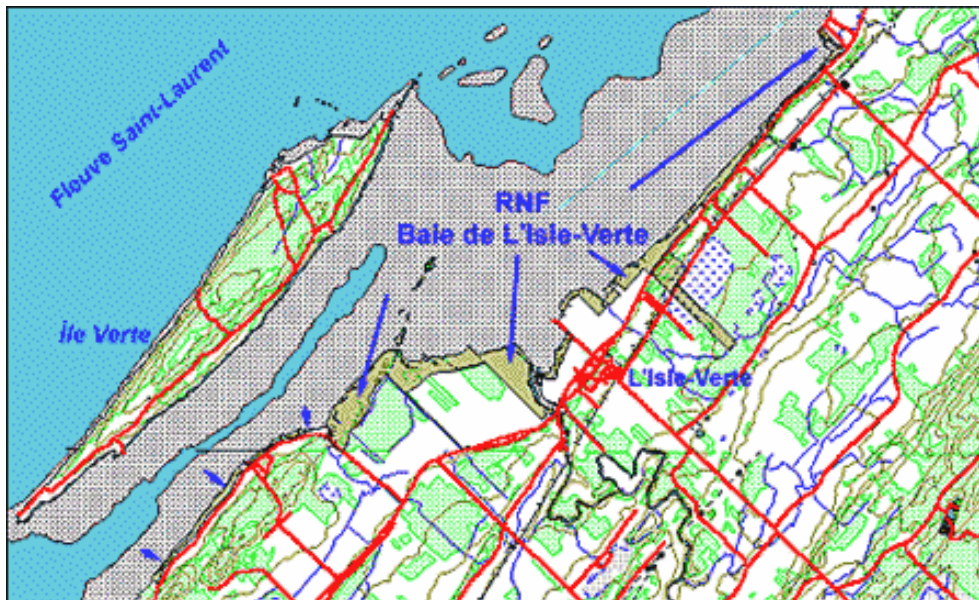 Fleuve Saint-Laurent
RNF
Baie de L'Isle-Verte
Île Verte
L'Isle-Verte